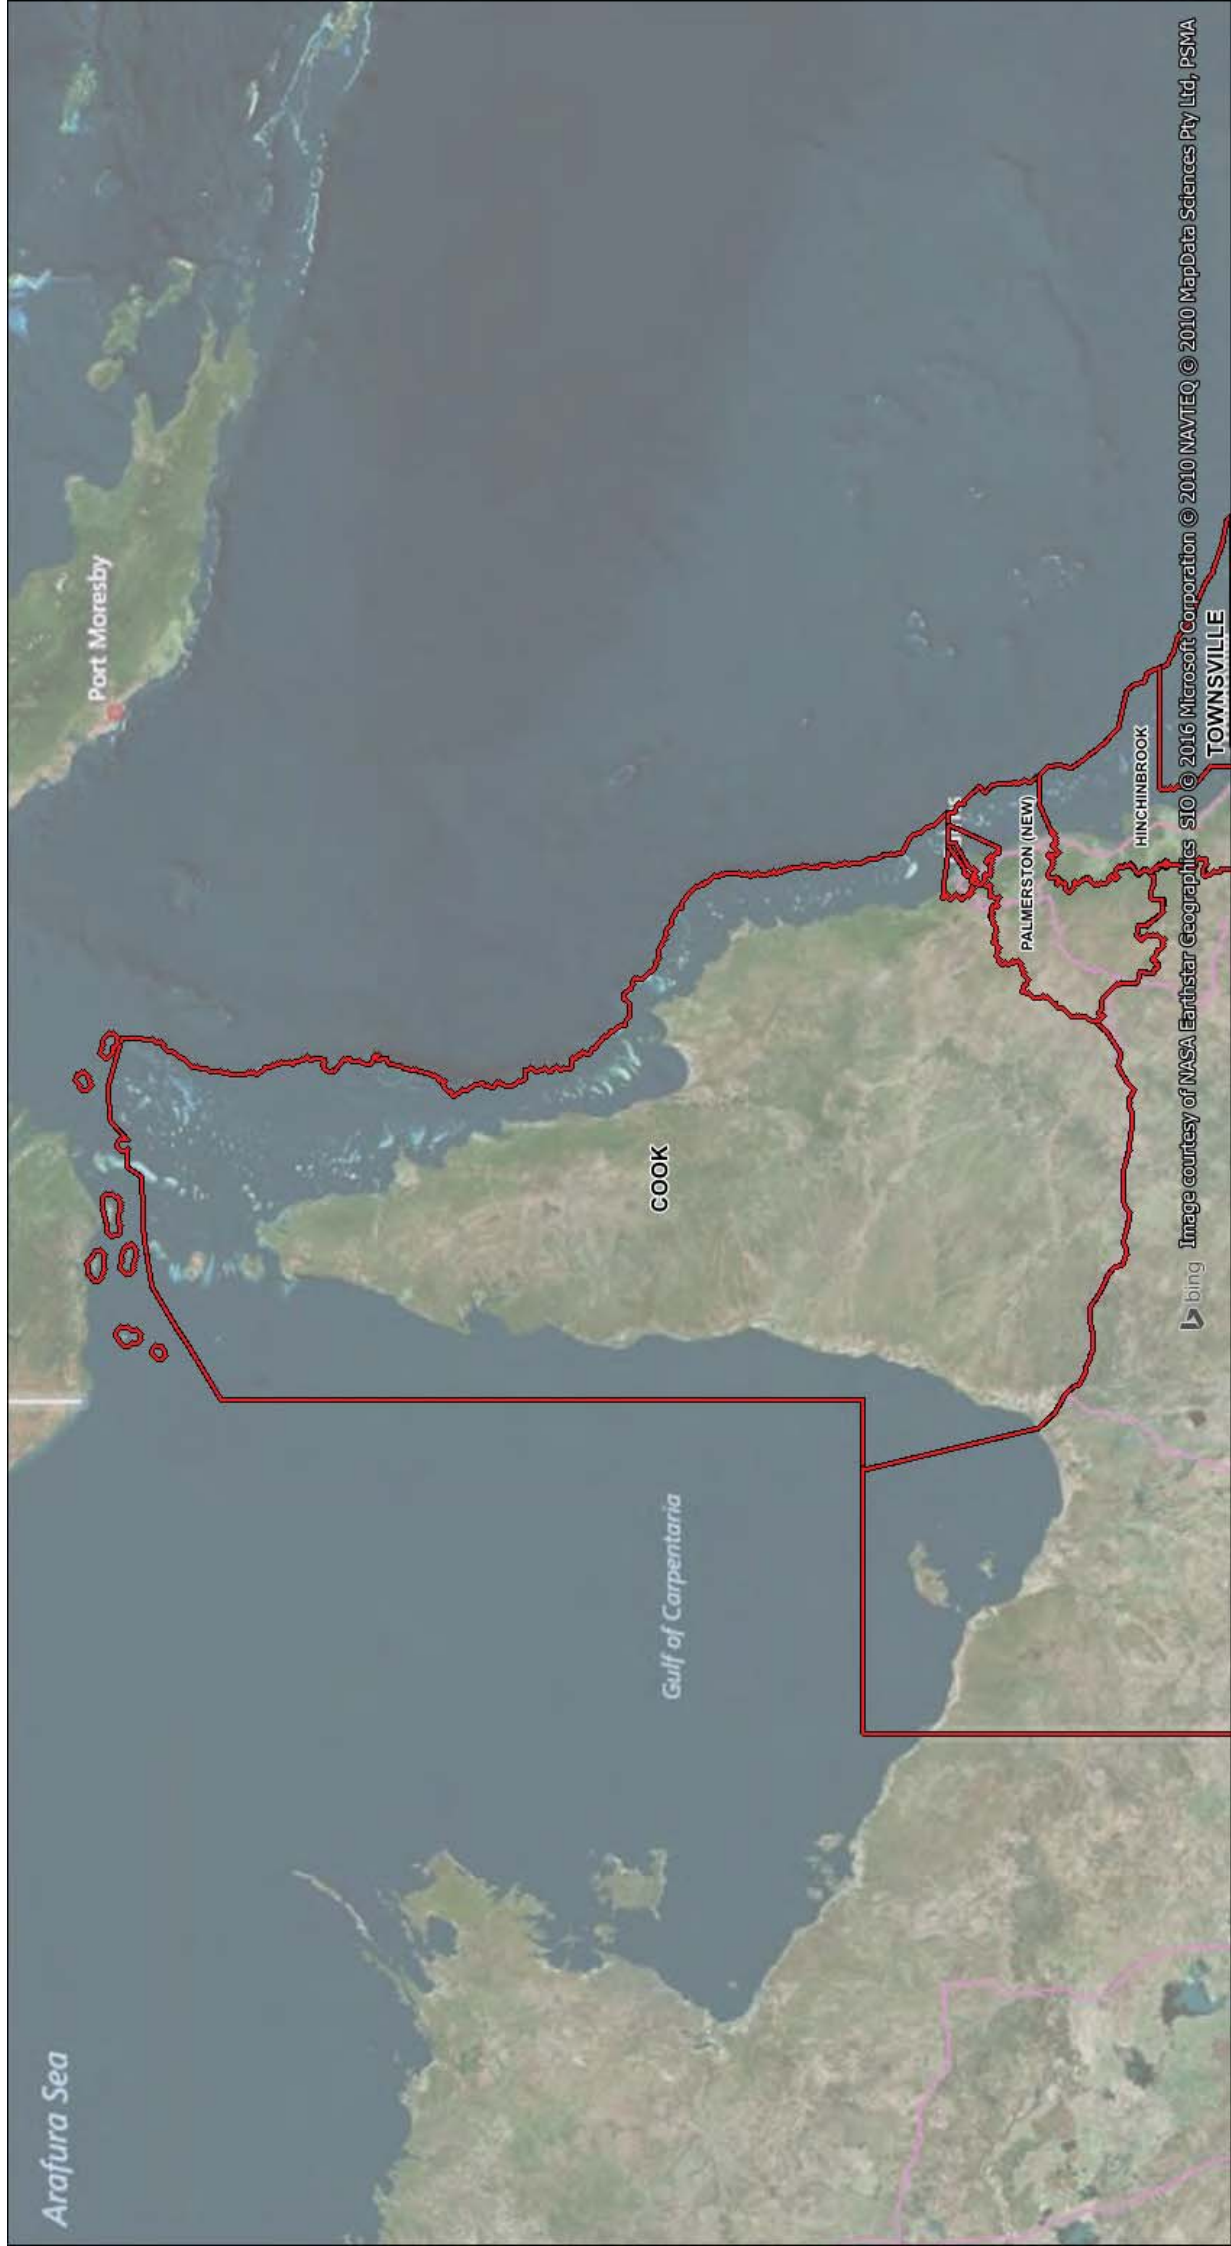 Arafura Sea
Port Moresby
Gulf of Carpentaria
COOK
PALMERSTON (NEW)
HINCHINBROOK
TOWNSVILLE
bing Image courtesy of NASA Earthstar Geographics SIO © 2016 Microsoft Corporation © 2010 NAVTEQ © 2010 MapData Sciences Pty Ltd, PSMA